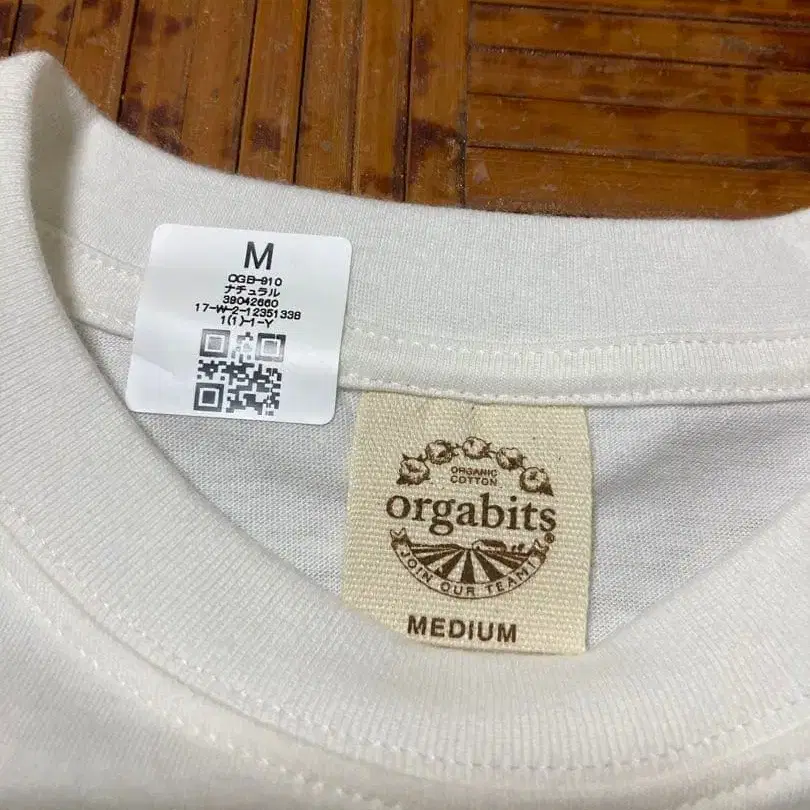 M
OGB-910
ナチュラル
39042660
17-W-2-12351338
1(1)-1-Y
ORGANIC
COTTON
orgabits®
JOIN OUR TEAM!
MEDIUM